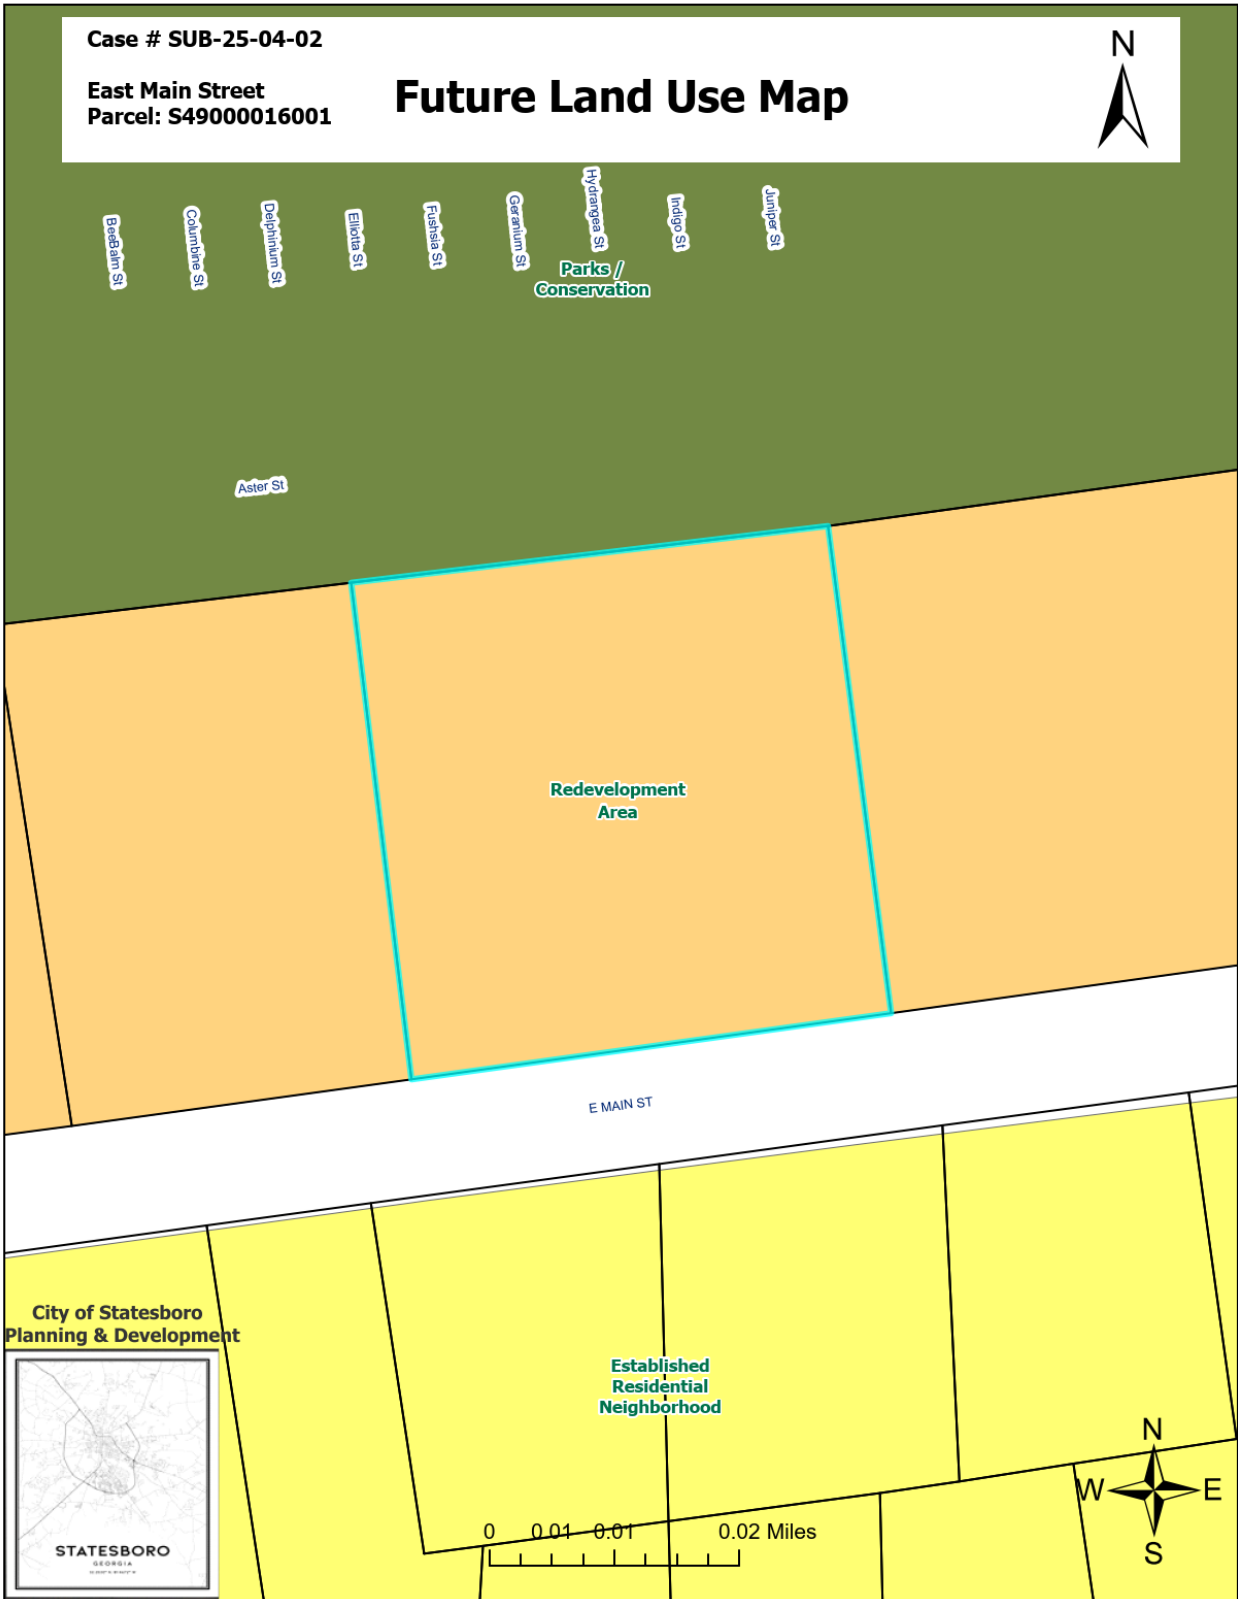 Case # SUB-25-04-02
East Main Street
Parcel: S49000016001
Future Land Use Map
N
BeeBalm St
Columbine St
Delphinium St
Elliotta St
Fushsia St
Geranium St
Hydrangea St
Indigo St
Juniper St
Parks /
Conservation
Aster St
Redevelopment
Area
E MAIN ST
City of Statesboro
Planning & Development
Established
Residential
Neighborhood
N
W E
S
0 0.01 0.01 0.02 Miles
STATESBORO
GEORGIA